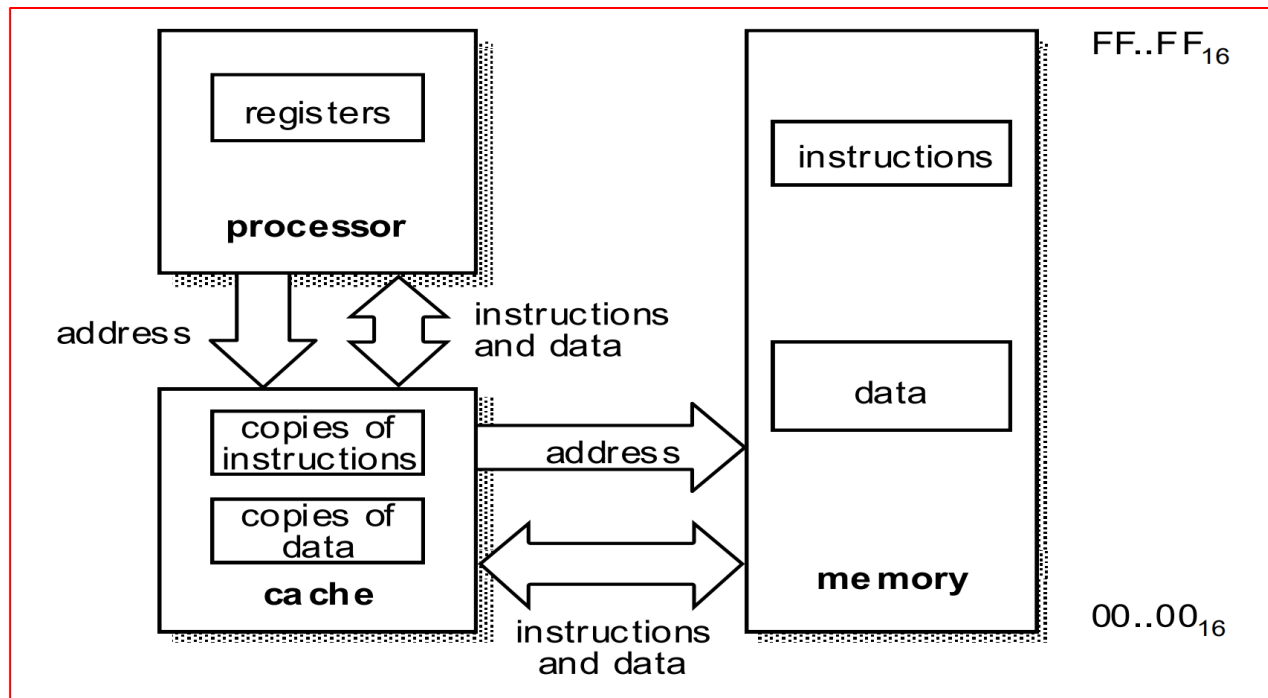 registers
processor
address
instructions
and data
copies of
instructions
copies of
data
cache
address
instructions
and data
FF..FF16
instructions
data
memory
00..0016